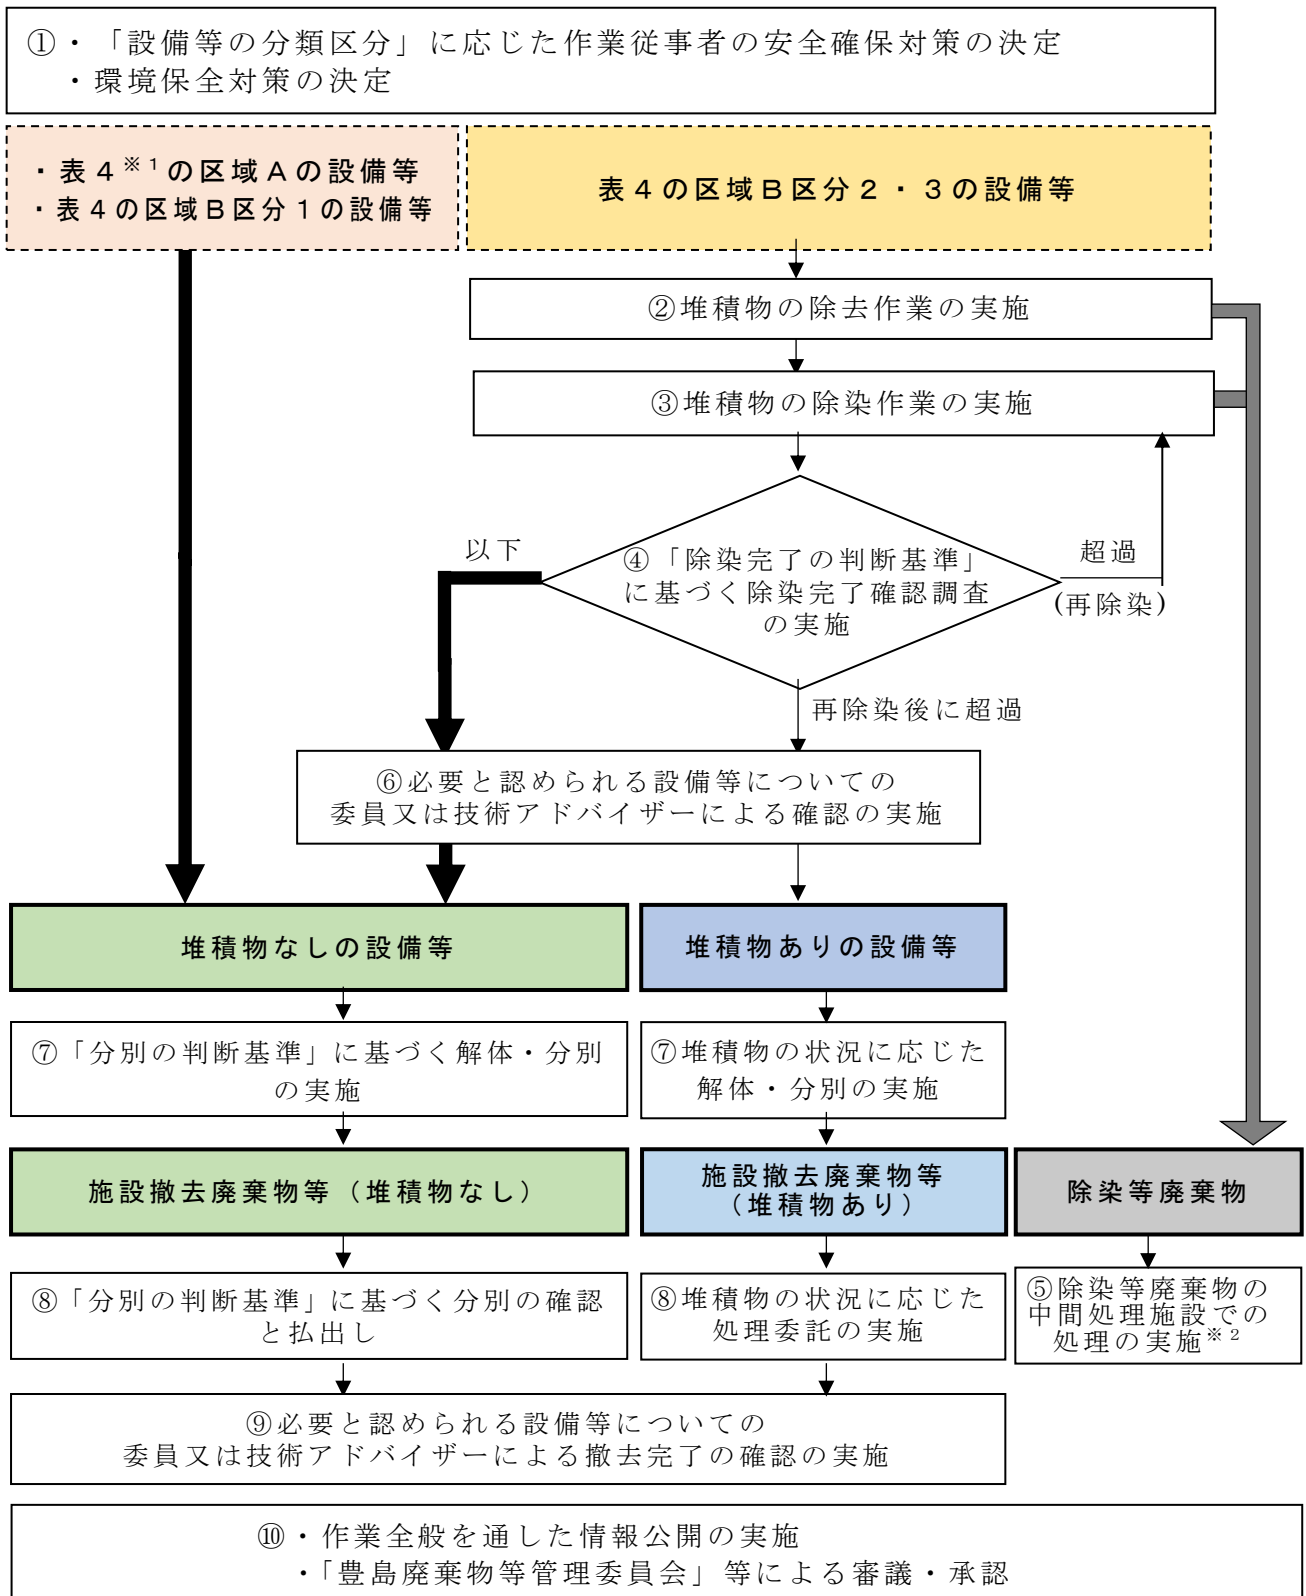 ①・「設備等の分類区分」に応じた作業従事者の安全確保対策の決定
・環境保全対策の決定
・表４※１の区域Ａの設備等
・表４の区域Ｂ区分１の設備等
表４の区域Ｂ区分２・３の設備等
②堆積物の除去作業の実施
③堆積物の除染作業の実施
以下
④「除染完了の判断基準」
に基づく除染完了確認調査
の実施
超過
(再除染)
再除染後に超過
⑥必要と認められる設備等についての
委員又は技術アドバイザーによる確認の実施
堆積物なしの設備等
堆積物ありの設備等
⑦「分別の判断基準」に基づく解体・分別
の実施
⑦堆積物の状況に応じた
解体・分別の実施
施設撤去廃棄物等（堆積物なし）
施設撤去廃棄物等
（堆積物あり）
除染等廃棄物
⑧「分別の判断基準」に基づく分別の確認
と払出し
⑧堆積物の状況に応じた
処理委託の実施
⑤除染等廃棄物の
中間処理施設での
処理の実施※２
⑨必要と認められる設備等についての
委員又は技術アドバイザーによる撤去完了の確認の実施
⑩・作業全般を通した情報公開の実施
・「豊島廃棄物等管理委員会」等による審議・承認